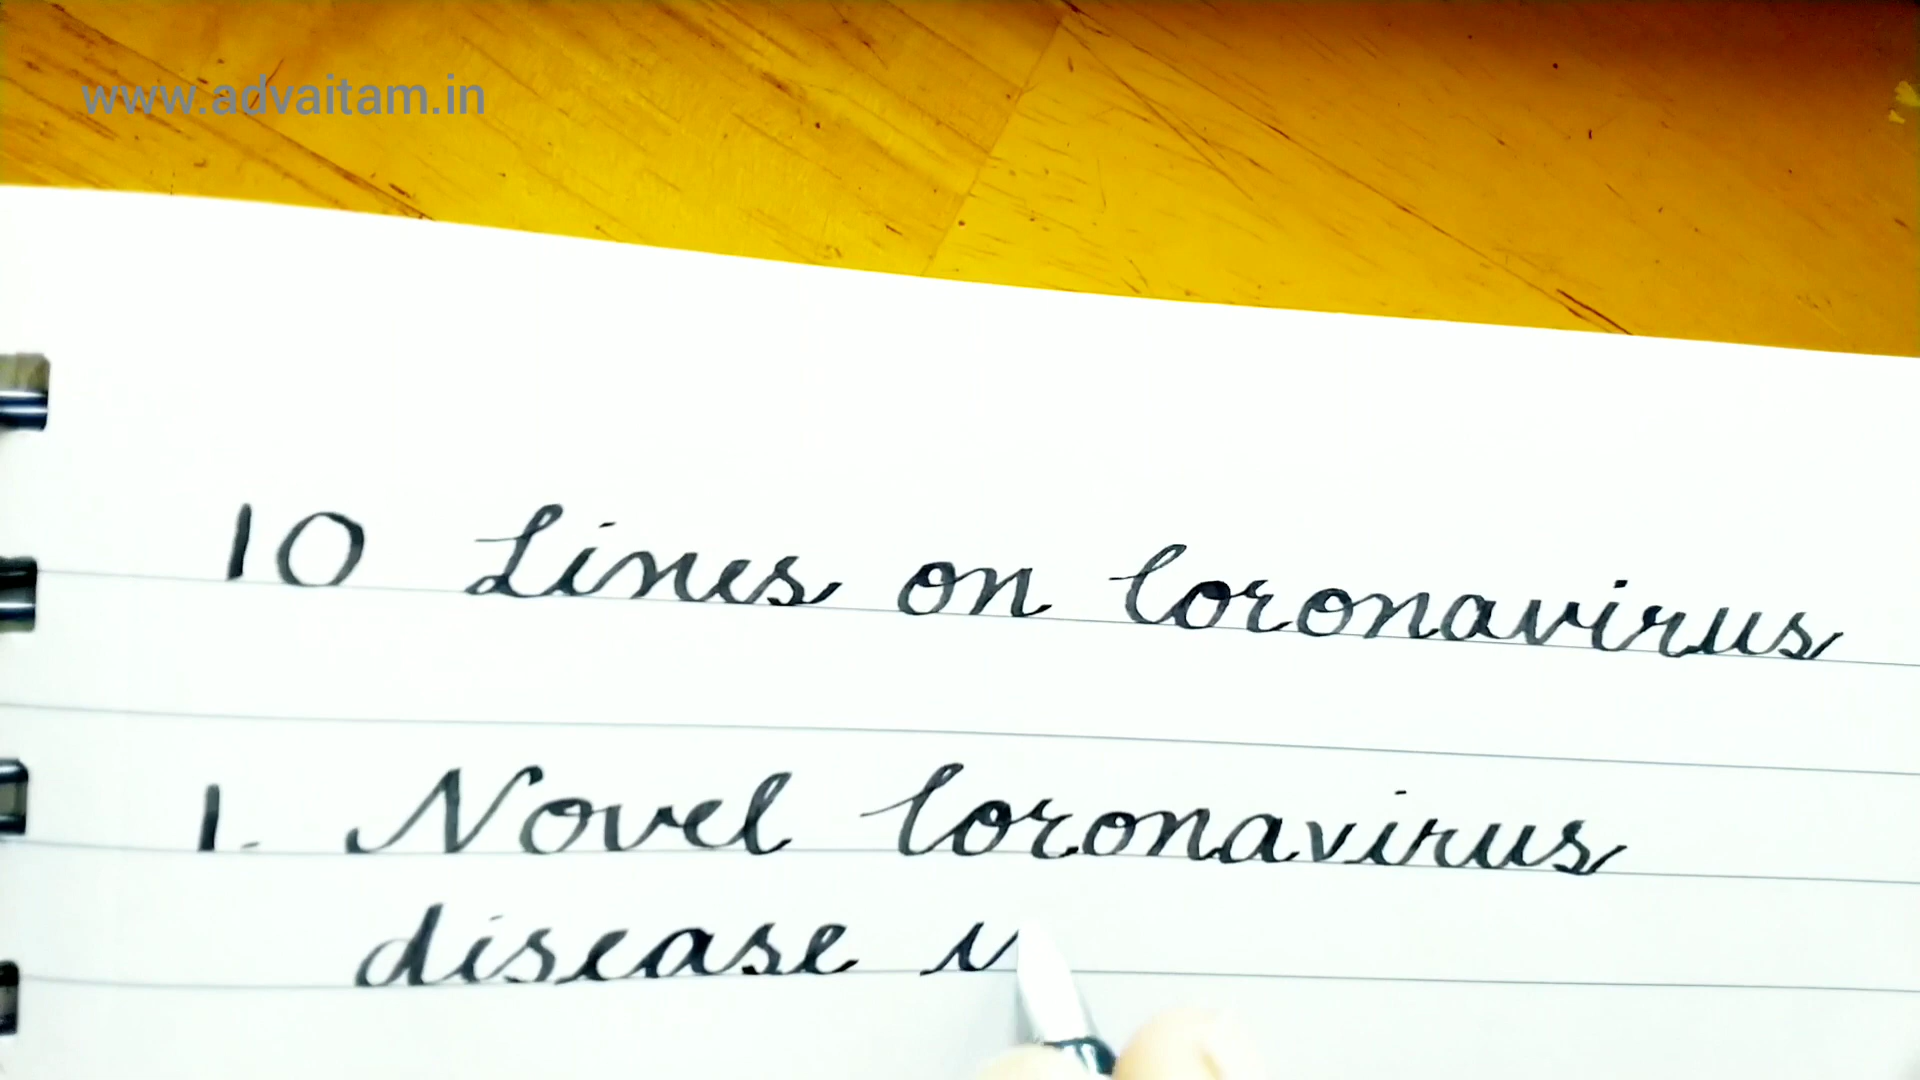 www.advaitam.in
10 Lines on Coronavirus
1. Novel Coronavirus
disease